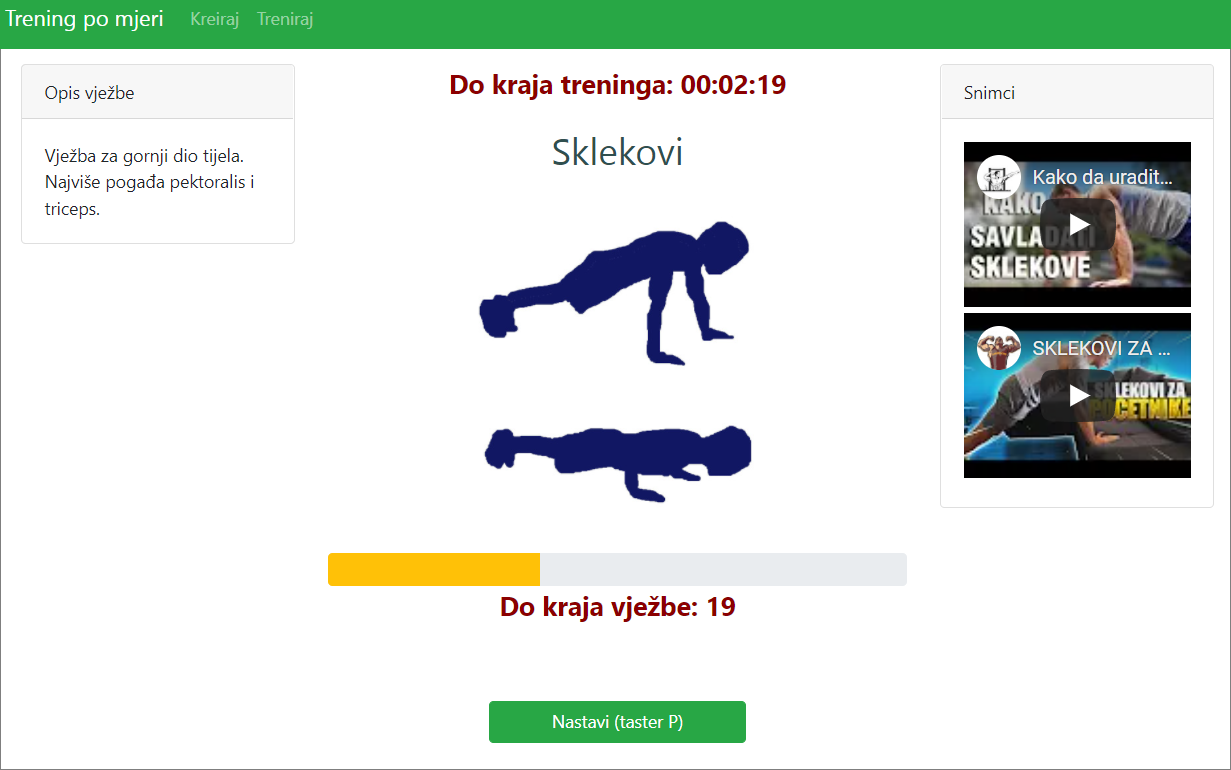 Trening po mjeri Kreiraj Treniraj
Opis vježbe
Vježba za gornji dio tijela.
Najviše pogađa pektoralis i
triceps.
Do kraja treninga: 00:02:19
Sklekovi
Do kraja vježbe: 19
Nastavi (taster P)
Snimci
Kako da uradit...
KAKO
SAVLADATI
SKLEKOVE
SKLEKOVI ZA ...
SKLEKOVI ZA
POCETNIKE